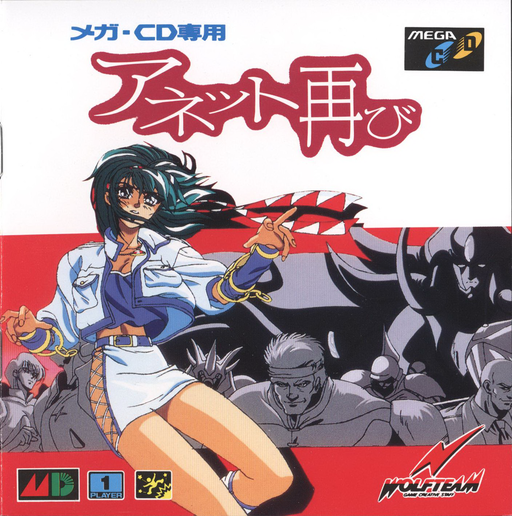 メガ-CD専用
MEGA
CD
アネット再び
MD
1
PLAYER
WOLFTEAM
GAME CREATIVE STAFF